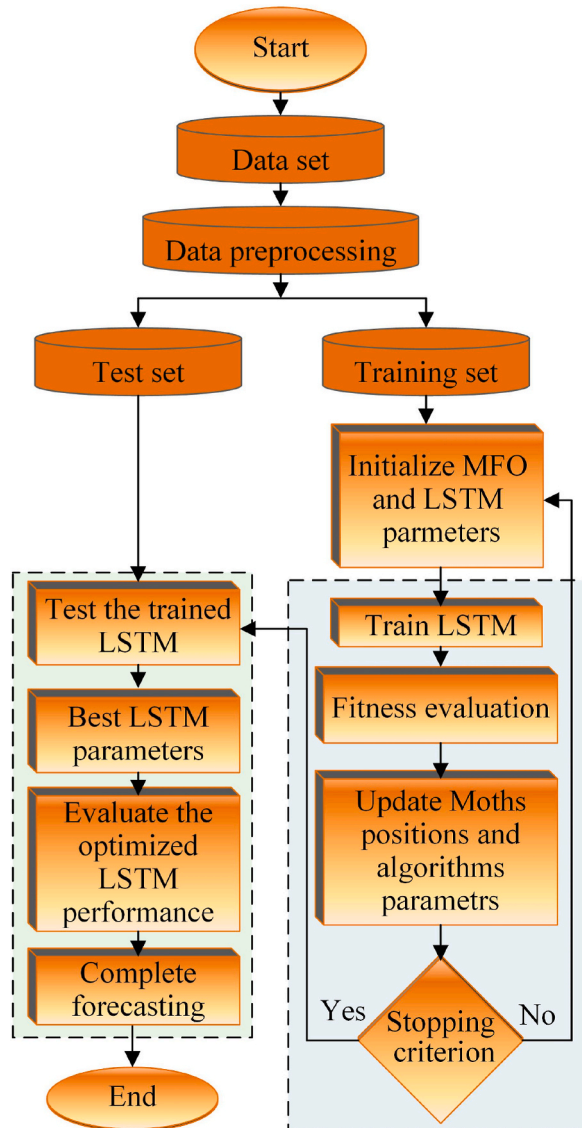 Start
Data set
Data preprocessing
Test set
Training set
Initialize MFO
and LSTM
parmeters
Test the trained
LSTM
Train LSTM
Best LSTM
parameters
Fitness evaluation
Evaluate the
optimized
LSTM
performance
Update Moths
positions and
algorithms
parametrs
Complete
forecasting
Yes
Stopping
criterion
No
End